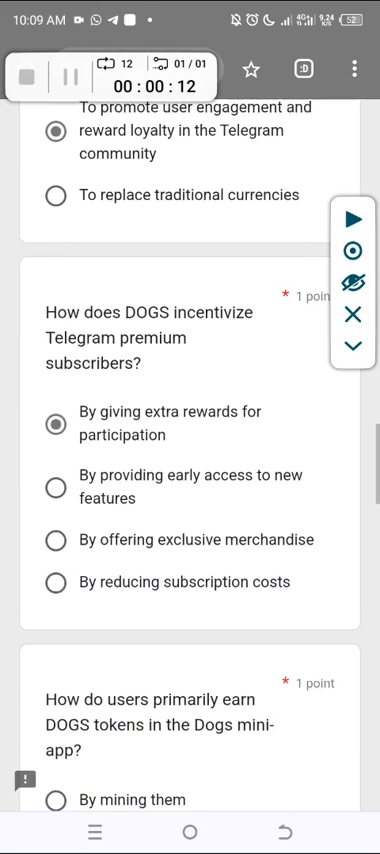 10:09 AM
9.24
K/s
52
12
01 / 01
00 : 00 : 12
:D
To promote user engagement and
reward loyalty in the Telegram
community
To replace traditional currencies
* 1 poin
How does DOGS incentivize
Telegram premium
subscribers?
By giving extra rewards for
participation
By providing early access to new
features
By offering exclusive merchandise
By reducing subscription costs
* 1 point
How do users primarily earn
DOGS tokens in the Dogs mini-
app?
By mining them